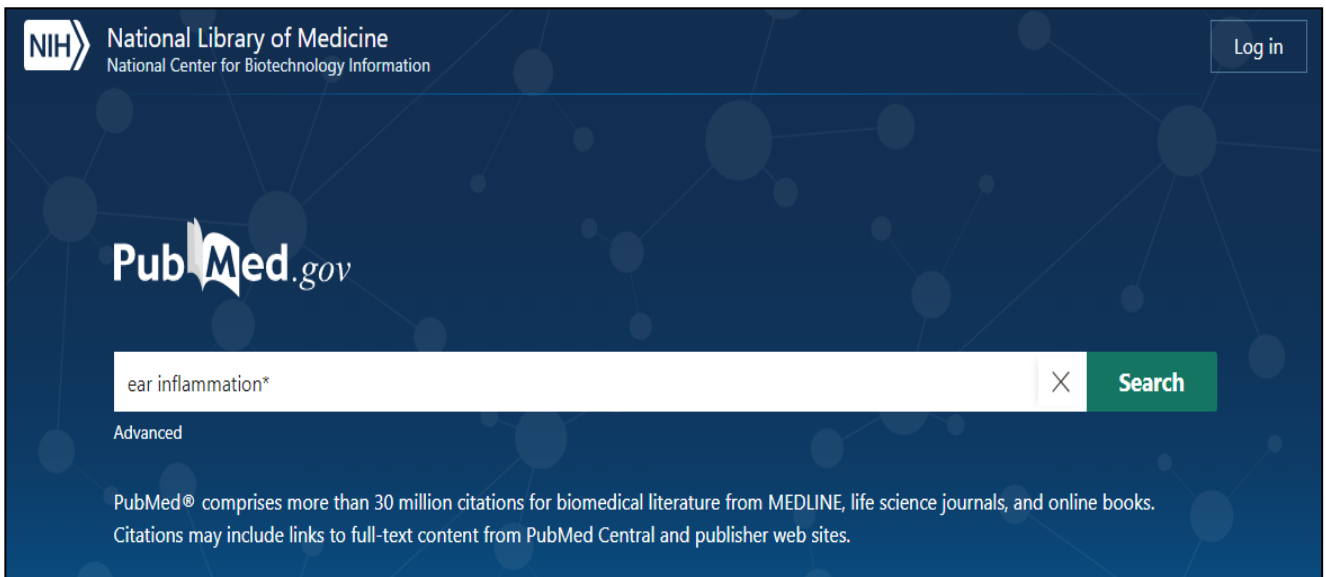 NIH
National Library of Medicine
National Center for Biotechnology Information
Log in
PubMed.gov
ear inflammation*
Search
Advanced
PubMed® comprises more than 30 million citations for biomedical literature from MEDLINE, life science journals, and online books.
Citations may include links to full-text content from PubMed Central and publisher web sites.